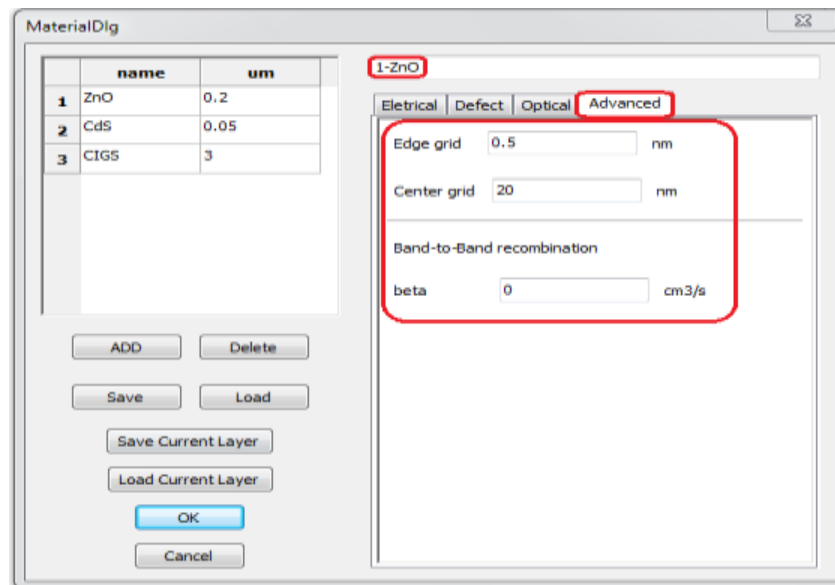 MaterialDlg
name um
1 ZnO 0.2
2 CdS 0.05
3 CIGS 3
ADD Delete
Save Load
Save Current Layer
Load Current Layer
OK
Cancel
1-ZnO
Eletrical Defect Optical Advanced
Edge grid 0.5 nm
Center grid 20 nm
Band-to-Band recombination
beta 0 cm3/s